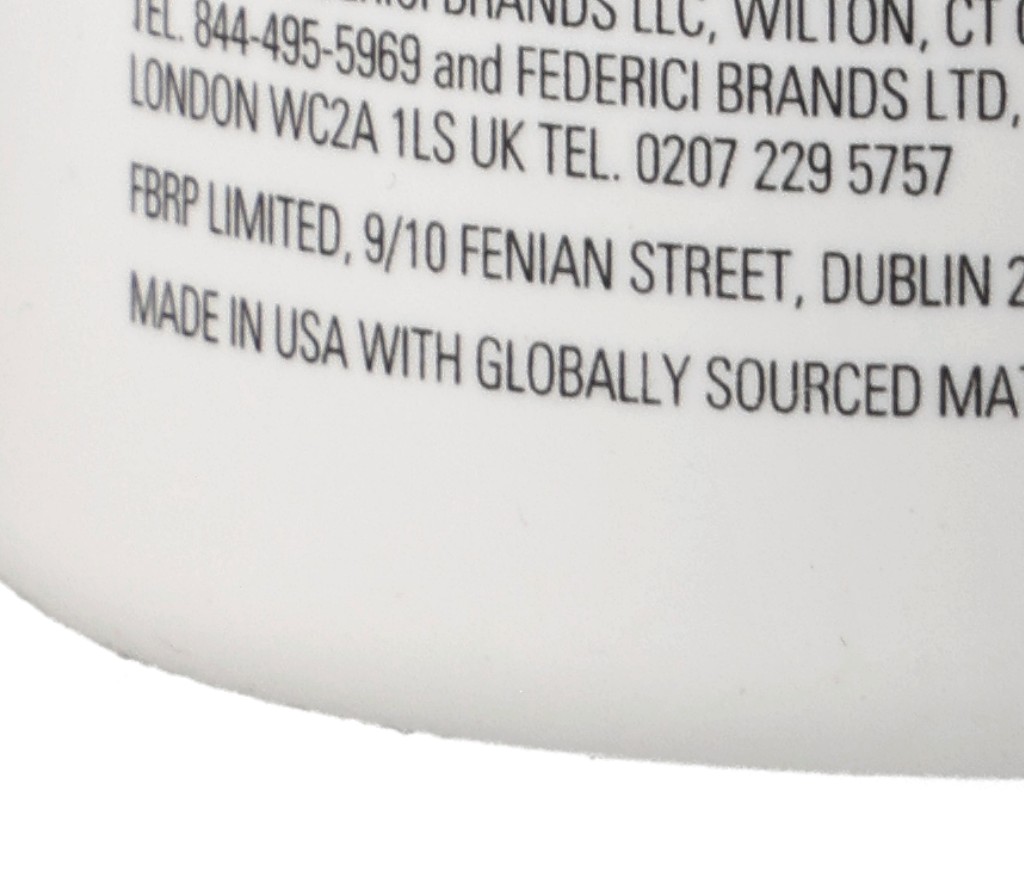 BRANDS LLC, WILTON, CT
TEL. 844-495-5969 and FEDERICI BRANDS LTD,
LONDON WC2A 1LS UK TEL. 0207 229 5757
FBRP LIMITED, 9/10 FENIAN STREET, DUBLIN 2
MADE IN USA WITH GLOBALLY SOURCED